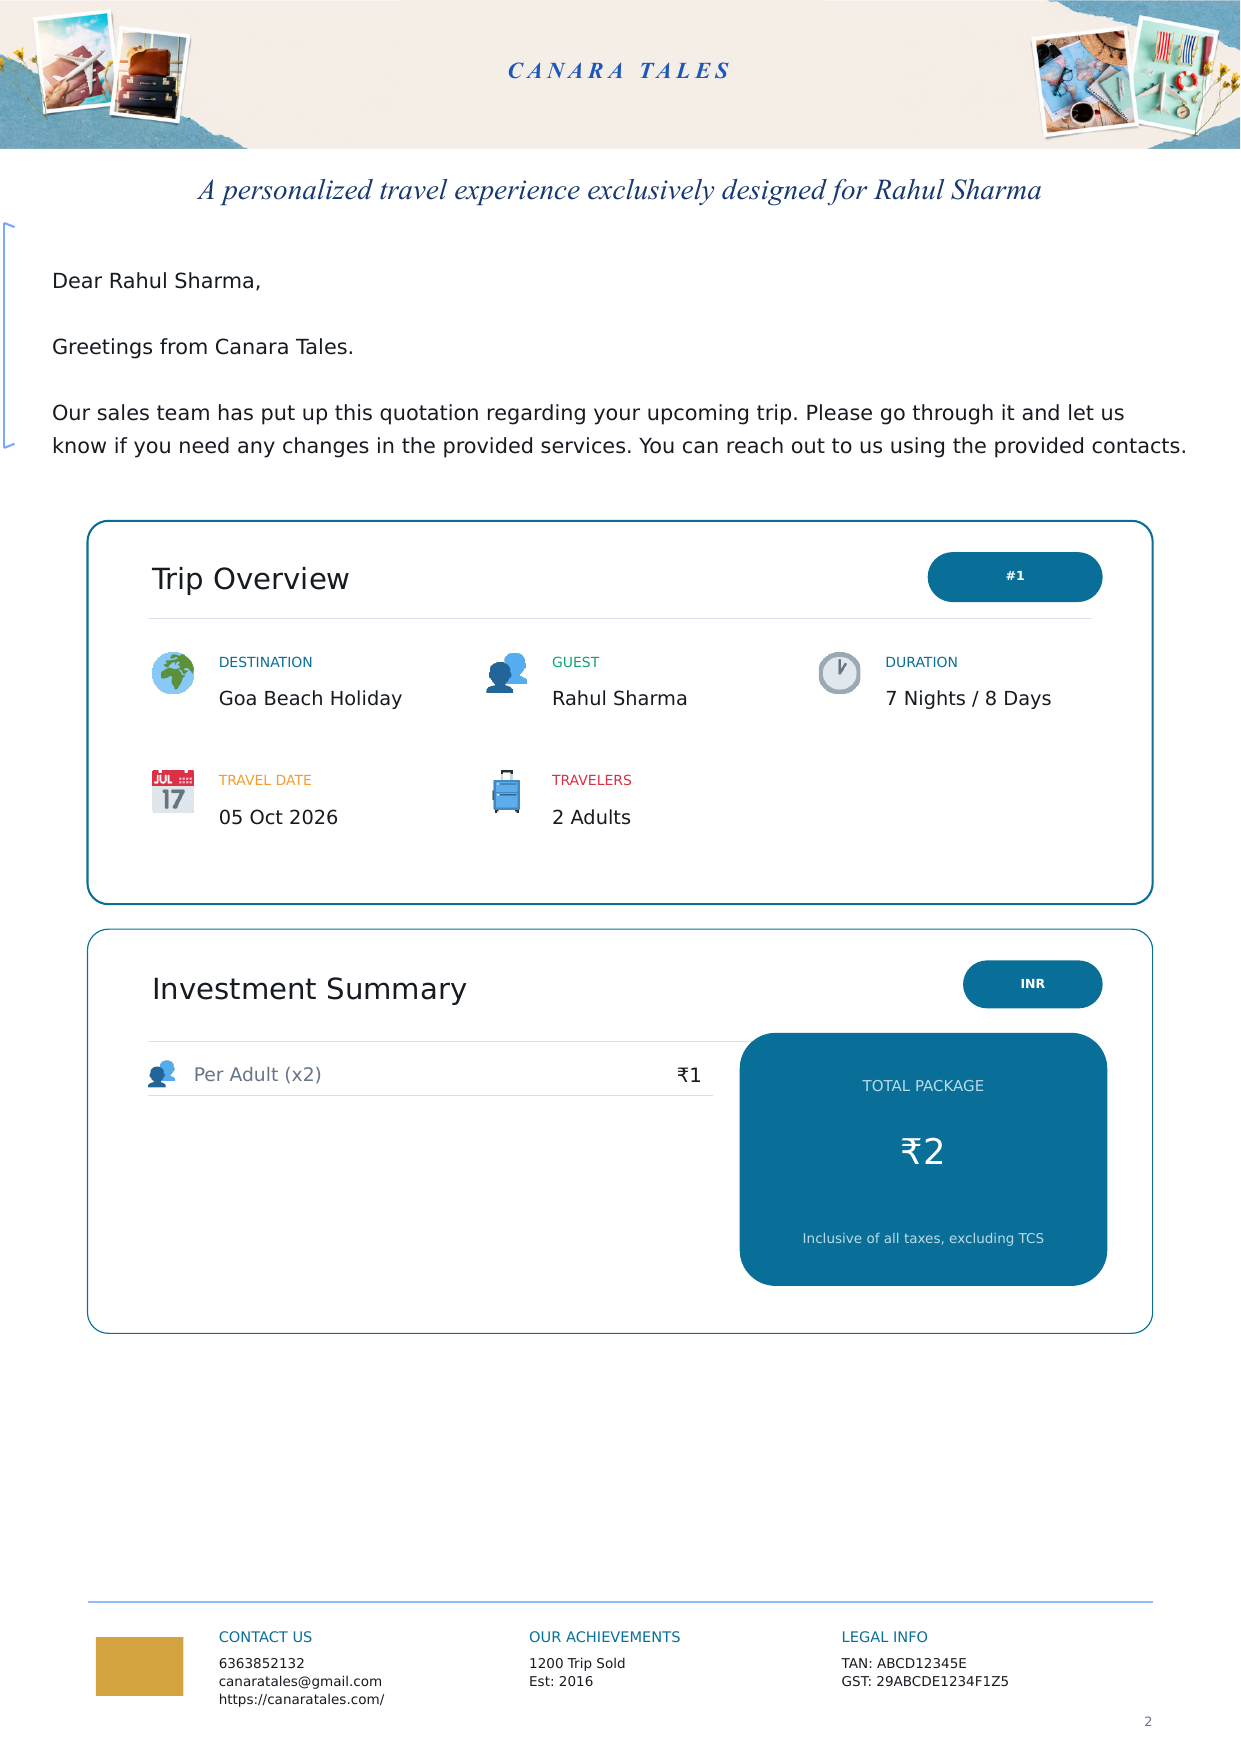 CANARA TALES
A personalized travel experience exclusively designed for Rahul Sharma
Dear Rahul Sharma,
Greetings from Canara Tales.
Our sales team has put up this quotation regarding your upcoming trip. Please go through it and let us
know if you need any changes in the provided services. You can reach out to us using the provided contacts.
Trip Overview
#1
DESTINATION
Goa Beach Holiday
GUEST
Rahul Sharma
DURATION
7 Nights / 8 Days
JUL
17
TRAVEL DATE
05 Oct 2026
TRAVELERS
2 Adults
Investment Summary
INR
Per Adult (x2)
₹1
TOTAL PACKAGE
₹2
Inclusive of all taxes, excluding TCS
CONTACT US
6363852132
canaratales@gmail.com
https://canaratales.com/
OUR ACHIEVEMENTS
1200 Trip Sold
Est: 2016
LEGAL INFO
TAN: ABCD12345E
GST: 29ABCDE1234F1Z5
2